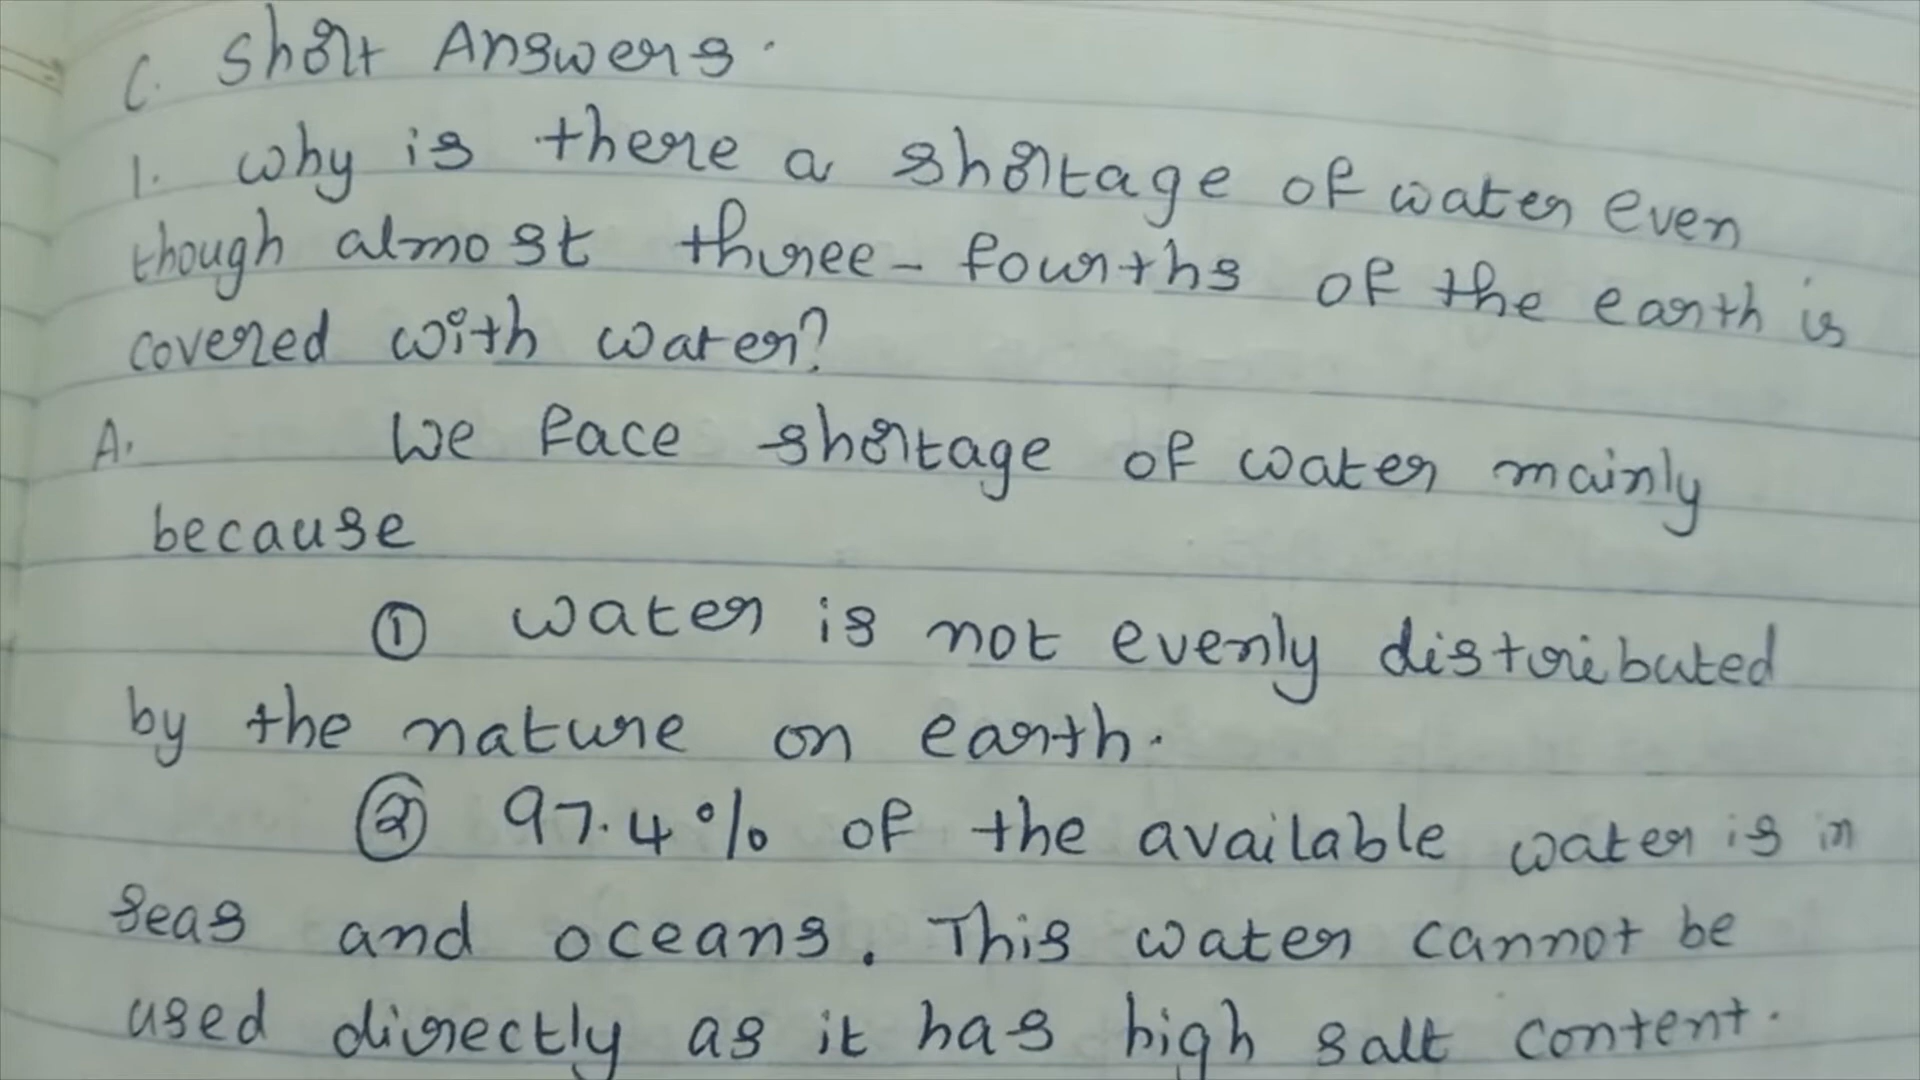 C. Short Answers.
1. Why is there a shortage of water even
though almost three-fourths of the earth is
covered with water?
A. We face shortage of water mainly
because
① Water is not evenly distributed
by the nature on earth.
② 97.4% of the available water is in
seas and oceans. This water cannot be
used directly as it has high salt content.